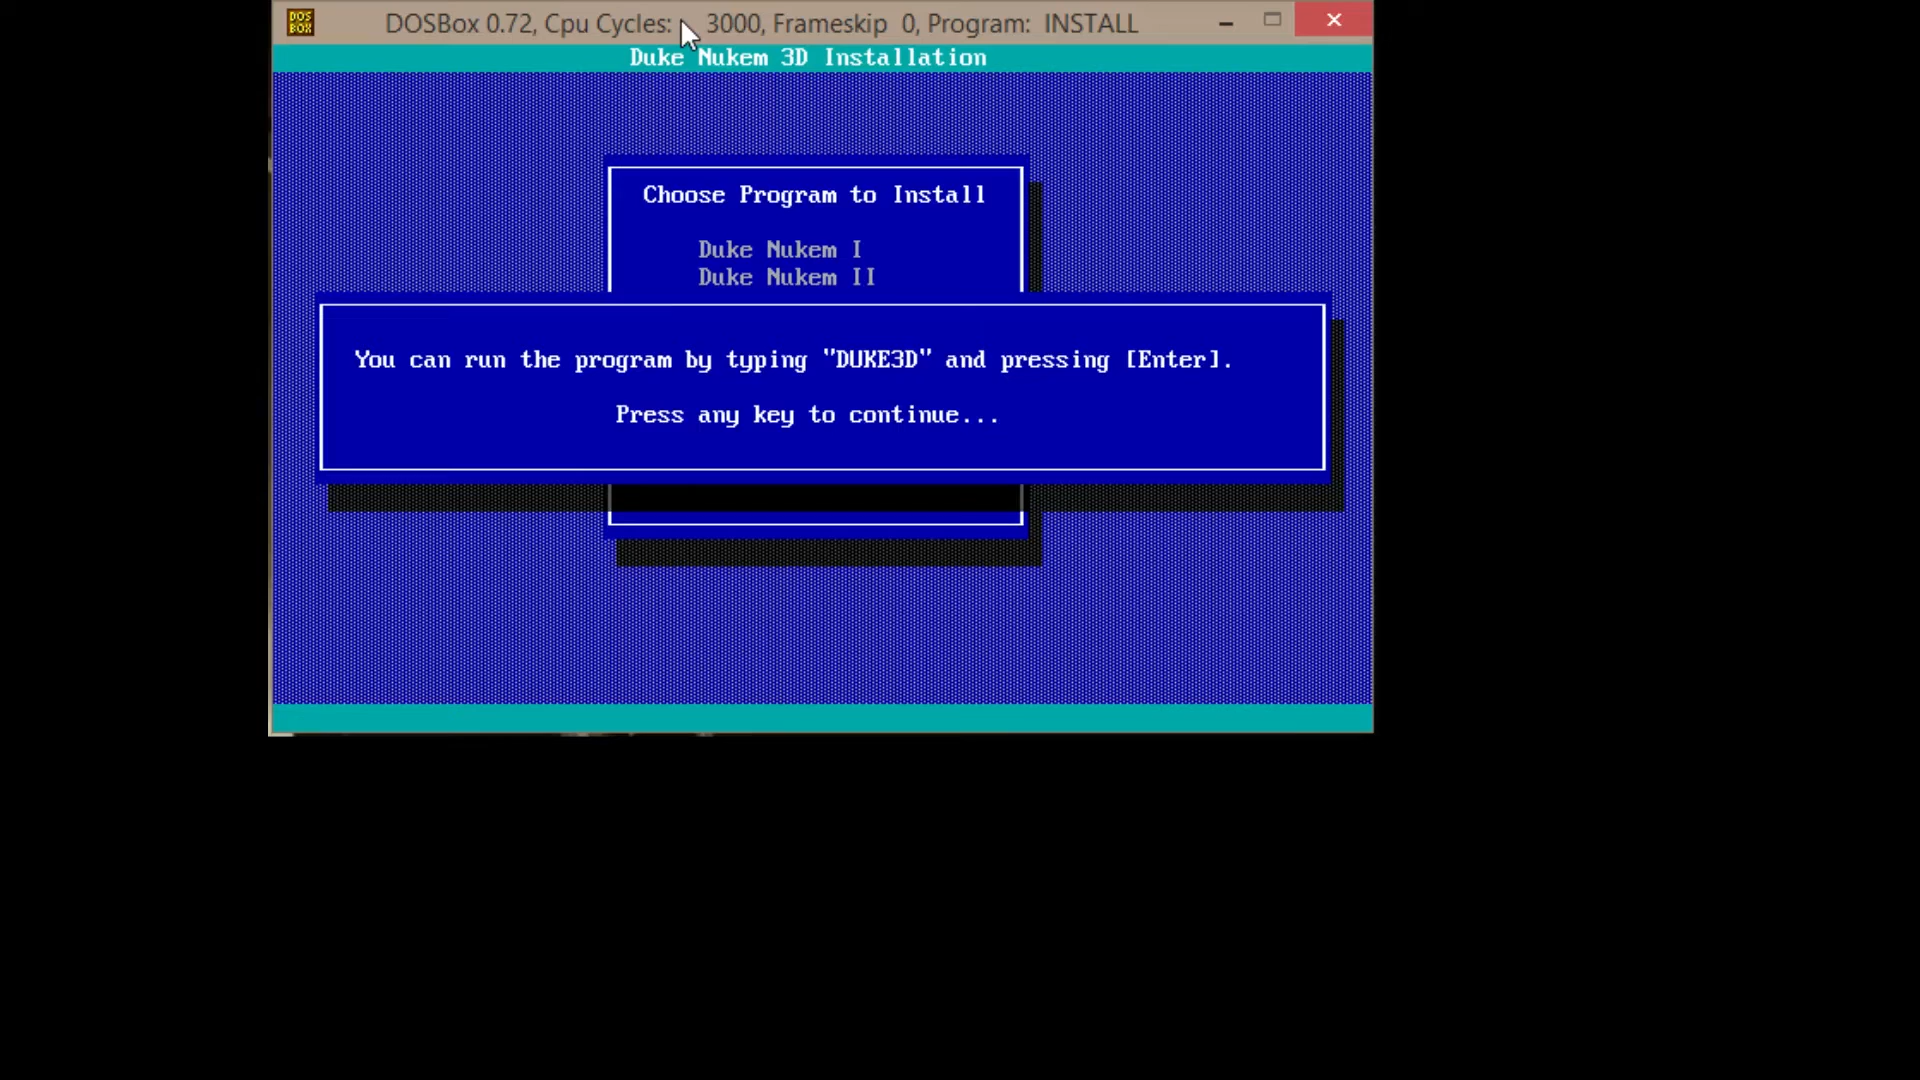 DOS
BOX
DOSBox 0.72, Cpu Cycles: 3000, Frameskip 0, Program: INSTALL
Duke Nukem 3D Installation
Choose Program to Install
Duke Nukem I
Duke Nukem II
You can run the program by typing "DUKE3D" and pressing [Enter].
Press any key to continue...